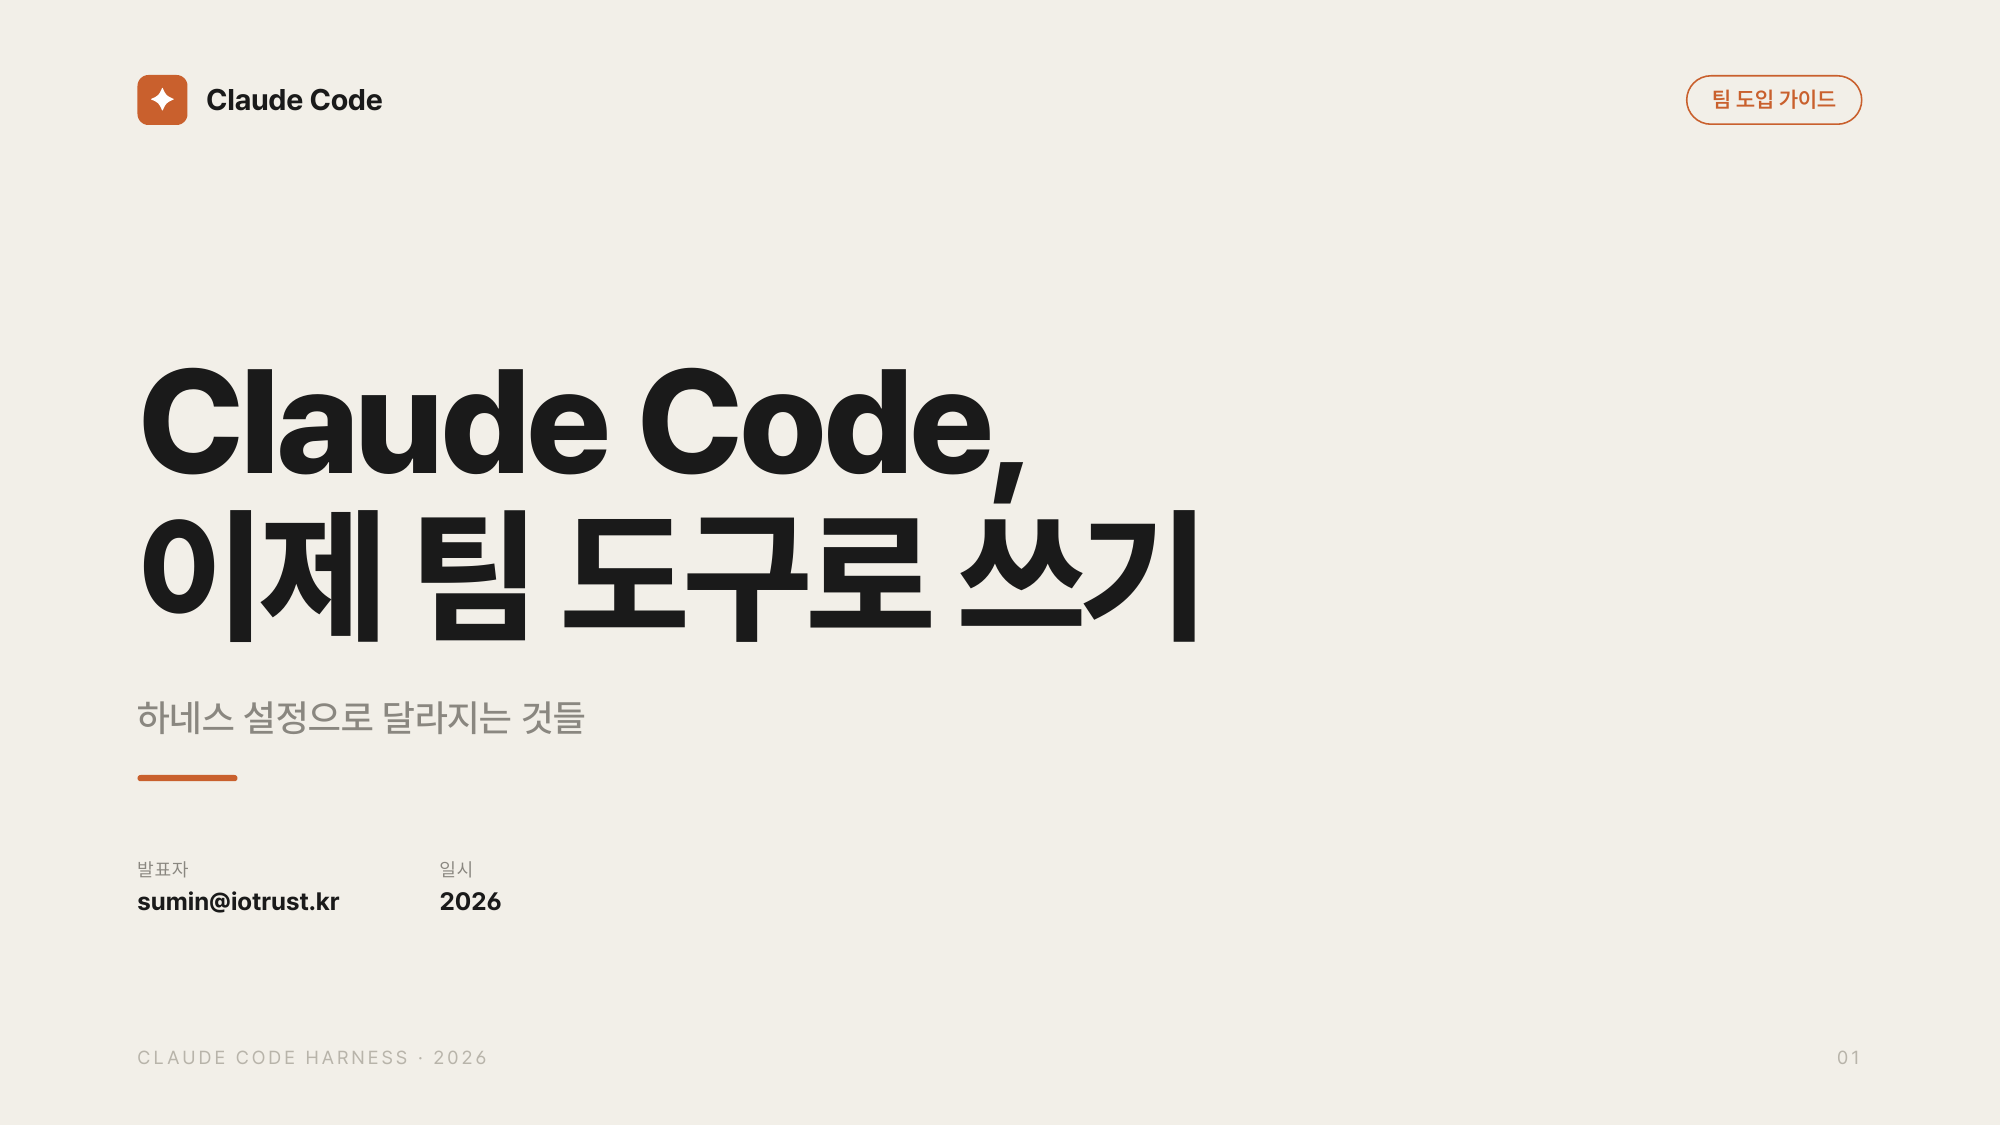 Claude Code
팀 도입 가이드
Claude Code,
이제 팀 도구로 쓰기
하네스 설정으로 달라지는 것들
발표자
sumin@iotrust.kr
일시
2026
CLAUDE CODE HARNESS · 2026
01